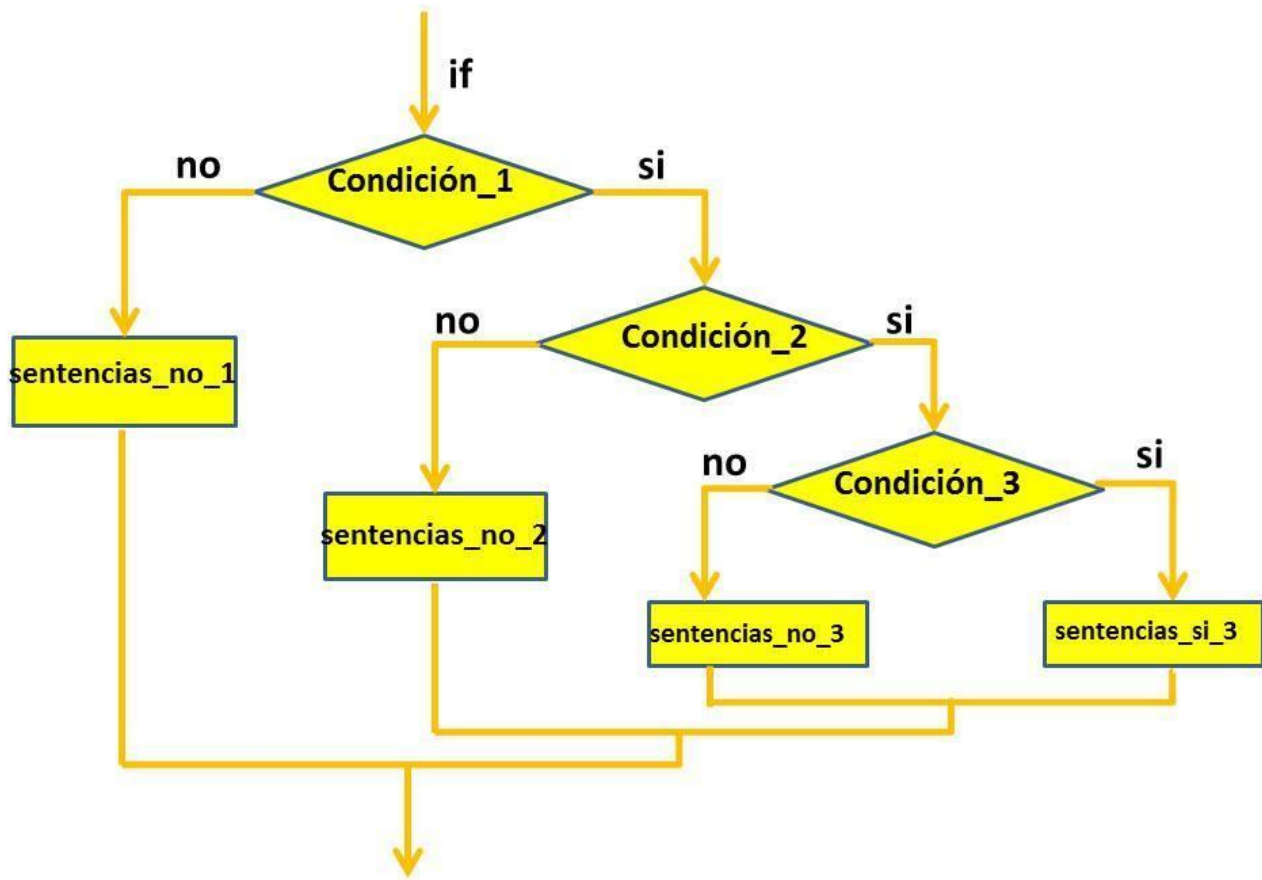 if
no
Condición_1
si
no
Condición_2
si
sentencias_no_1
no
Condición_3
si
sentencias_no_2
sentencias_no_3
sentencias_si_3